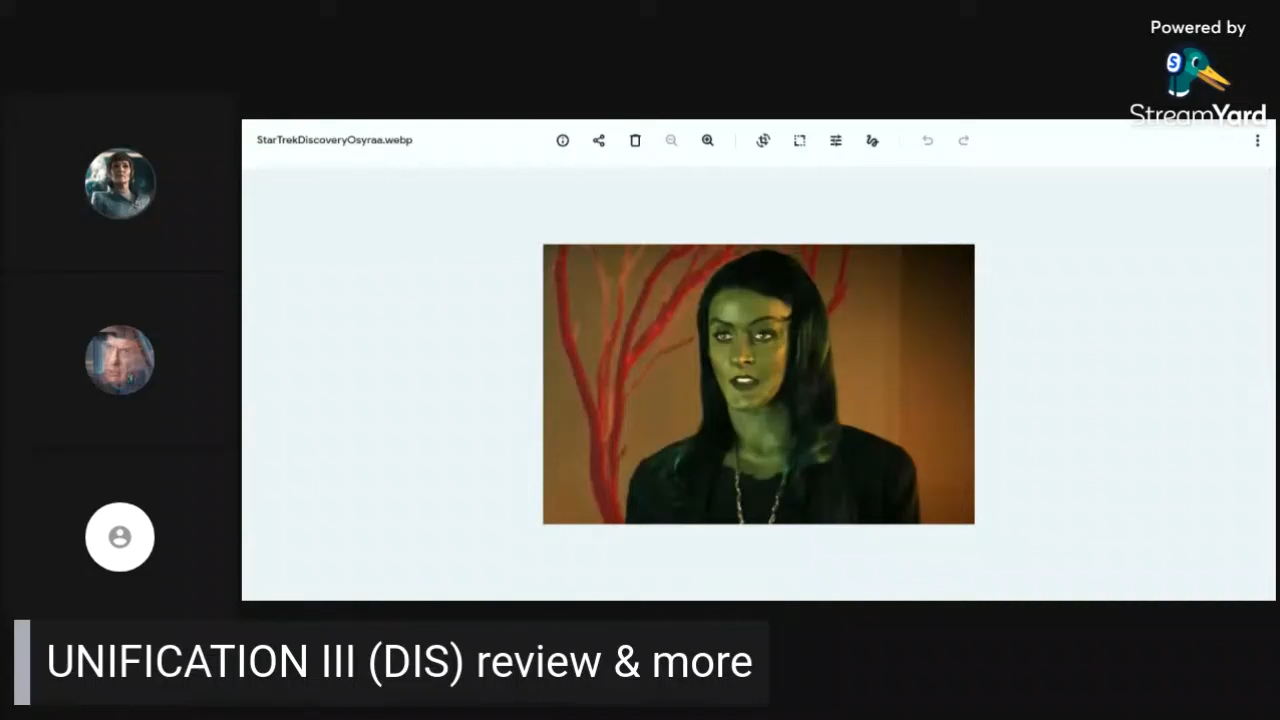 Powered by
S
StreamYard
StarTrekDiscoveryOsyraa.webp
UNIFICATION III (DIS) review & more